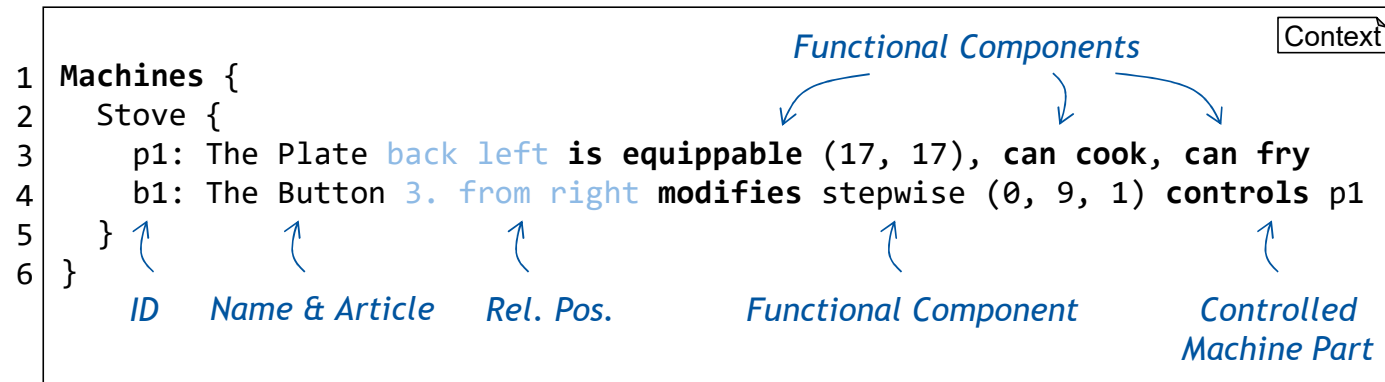 Functional Components
Context
1 Machines {
2 Stove {
3 p1: The Plate back left is equippable (17, 17), can cook, can fry
4 b1: The Button 3. from right modifies stepwise (0, 9, 1) controls p1
5 }
6 }
ID Name & Article Rel. Pos. Functional Component Controlled
Machine Part